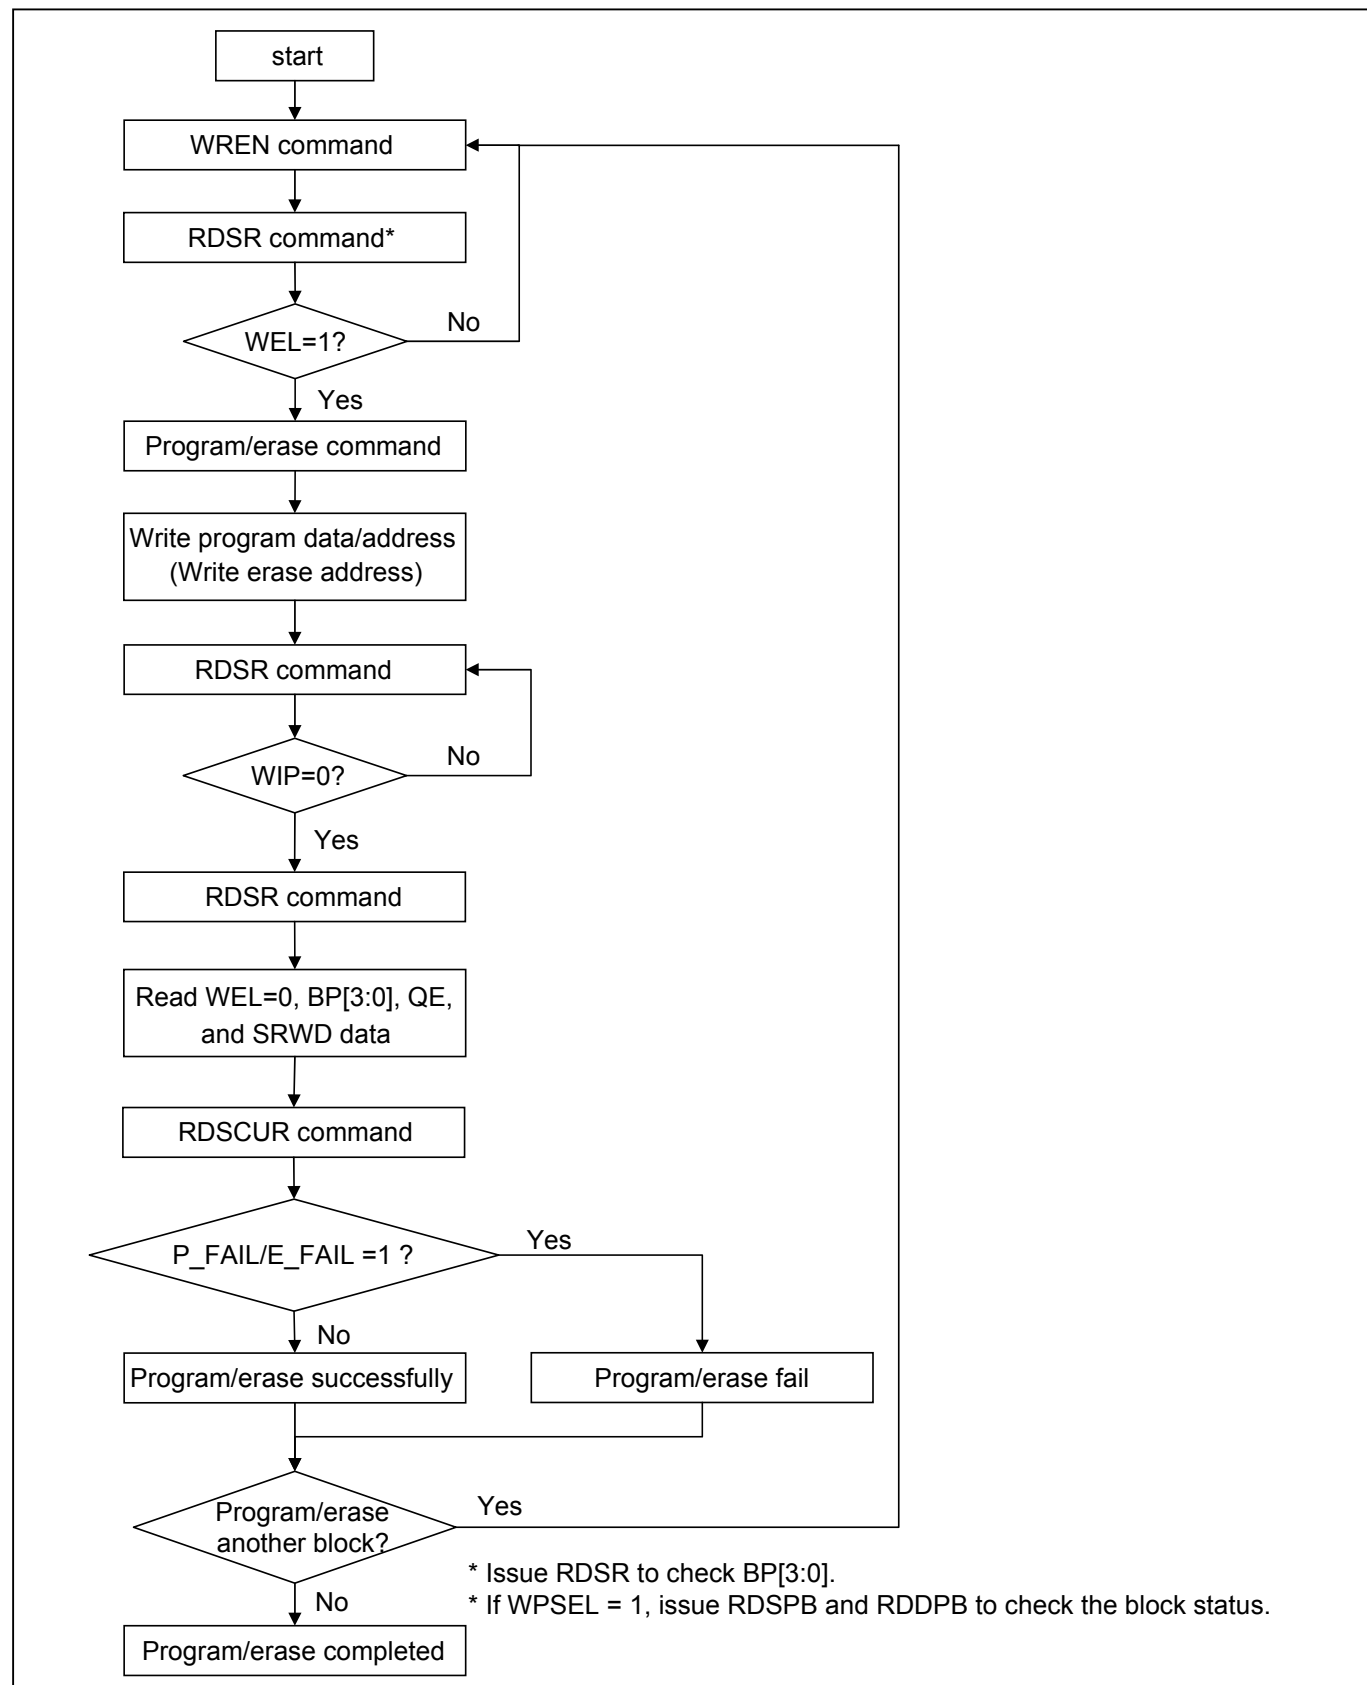 start
WREN command
RDSR command*
WEL=1?
No
Yes
Program/erase command
Write program data/address
(Write erase address)
RDSR command
WIP=0?
No
Yes
RDSR command
Read WEL=0, BP[3:0], QE,
and SRWD data
RDSCUR command
P_FAIL/E_FAIL =1 ?
Yes
No
Program/erase successfully
Program/erase fail
Program/erase
another block?
Yes
* Issue RDSR to check BP[3:0].
* If WPSEL = 1, issue RDSPB and RDDPB to check the block status.
No
Program/erase completed